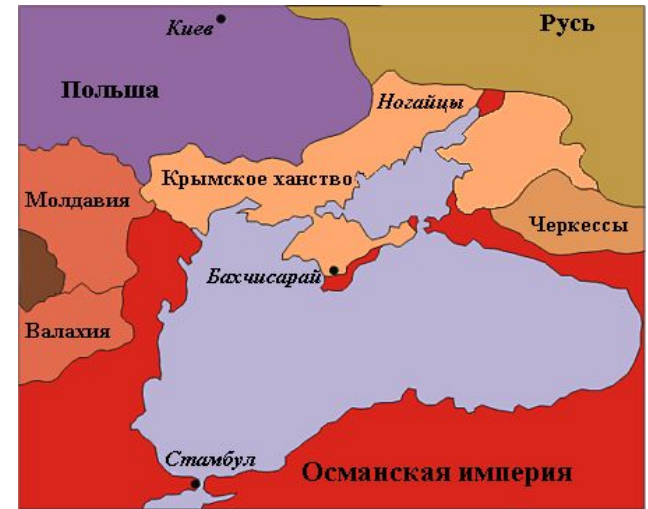 Киев
Русь
Польша
Ногайцы
Крымское ханство
Молдавия
Черкессы
Бахчисарай
Валахия
Стамбул
Османская империя